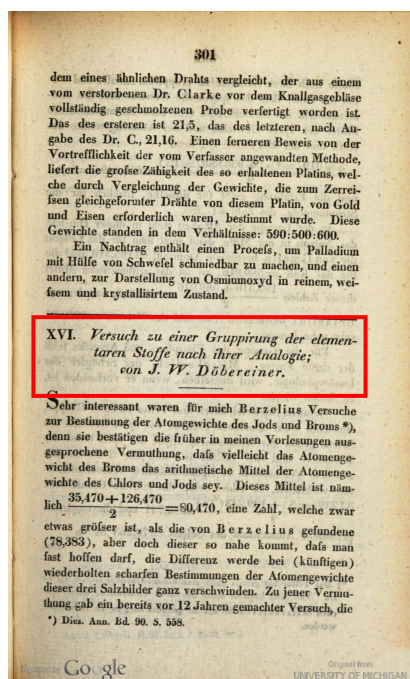 301
dem eines ähnlichen Drahts vergleicht, der aus einem
vom verstorbenen Dr. Clarke vor dem Knallgasgebläse
vollständig geschmolzenen Probe verfertigt worden ist.
Das des ersteren ist 21,5, das des letzteren, nach An-
gabe des Dr. C., 21,16. Einen ferneren Beweis von der
Vortrefflichkeit der vom Verfasser angewandten Methode,
liefert die grofse Zähigkeit des so erhaltenen Platins, wel-
che durch Vergleichung der Gewichte, die zum Zerrei-
fsen gleichgeformter Drähte von diesem Platin, von Gold
und Eisen erforderlich waren, bestimmt wurde. Diese
Gewichte standen in dem Verhältnisse: 590:500:600.
Ein Nachtrag enthält einen Procefs, um Palladium
mit Hülfe von Schwefel schmiedbar zu machen, und einen
andern, zur Darstellung von Osmiumoxyd in reinem, wei-
fsem und krystallisirtem Zustand.
XVI. Versuch zu einer Gruppirung der elemen-
taren Stoffe nach ihrer Analogie;
von J. W. Döbereiner.
Sehr interessant waren für mich Berzelius Versuche
zur Bestimmung der Atomgewichte des Jods und Broms *),
denn sie bestätigen die früher in meinen Vorlesungen aus-
gesprochene Vermuthung, dafs vielleicht das Atomenge-
wicht des Broms das arithmetische Mittel der Atomenge-
wichte des Chlors und Jods sey. Dieses Mittel ist näm-
lich 35,470+126,470/2=80,470, eine Zahl, welche zwar
etwas gröfser ist, als die von Berzelius gefundene
(78,383), aber doch dieser so nahe kommt, dafs man
fast hoffen darf, die Differenz werde bei (künftigen)
wiederholten scharfen Bestimmungen der Atomengewichte
dieser drei Salzbilder ganz verschwinden. Zu jener Vermu-
thung gab ein bereits vor 12 Jahren gemachter Versuch, die
*) Dies. Ann. Bd. 90. S. 558.
Digitized by Google
Original from
UNIVERSITY OF MICHIGAN